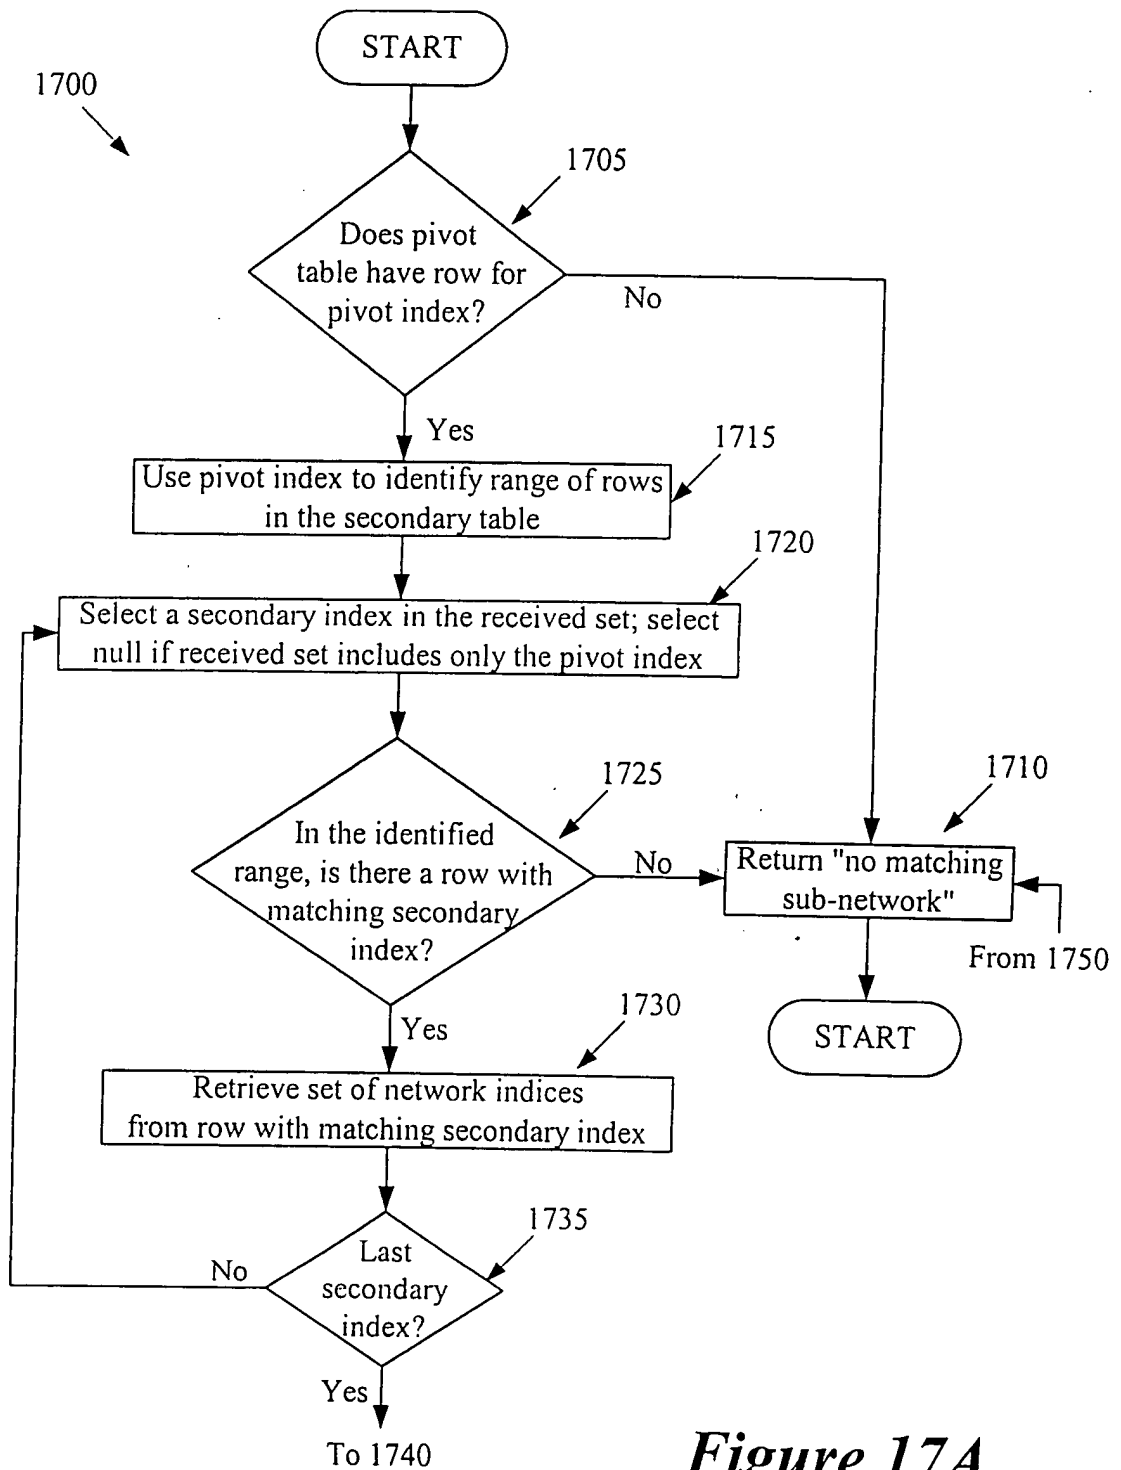 START
1700
1705
Does pivot
table have row for
pivot index?
No
Yes
1715
Use pivot index to identify range of rows
in the secondary table
1720
Select a secondary index in the received set; select
null if received set includes only the pivot index
1725
In the identified
range, is there a row with
matching secondary
index?
No
1710
Return "no matching
sub-network"
From 1750
START
Yes
1730
Retrieve set of network indices
from row with matching secondary index
1735
Last
secondary
index?
No
Yes
To 1740
Figure 17A